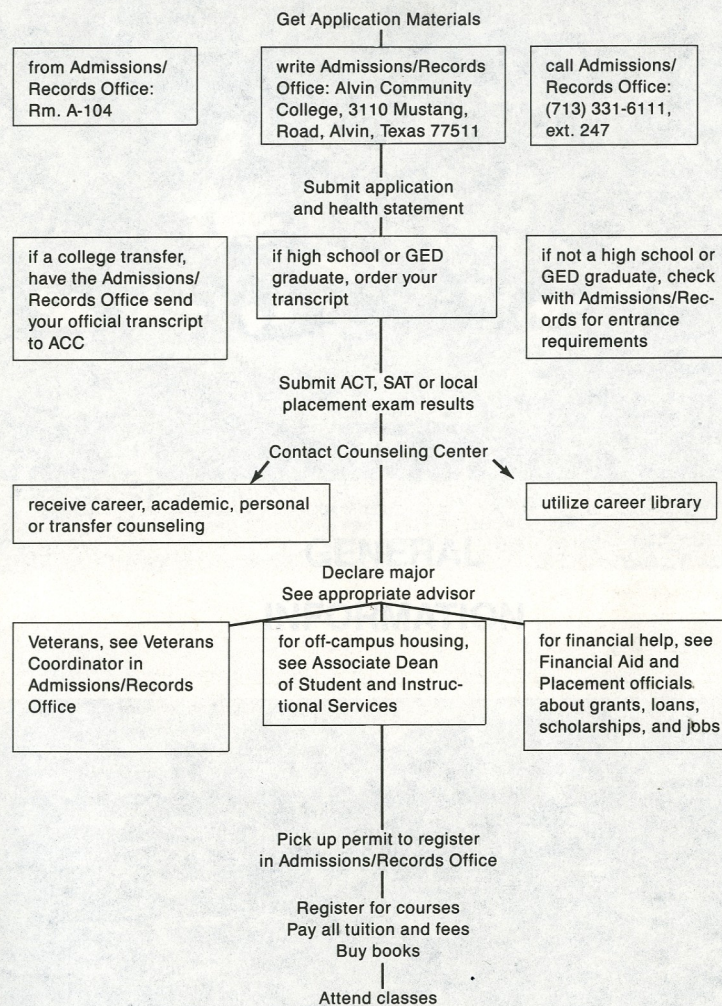 Get Application Materials
from Admissions/
Records Office:
Rm. A-104
write Admissions/Records
Office: Alvin Community
College, 3110 Mustang,
Road, Alvin, Texas 77511
call Admissions/
Records Office:
(713) 331-6111,
ext. 247
Submit application
and health statement
if a college transfer,
have the Admissions/
Records Office send
your official transcript
to ACC
if high school or GED
graduate, order your
transcript
if not a high school or
GED graduate, check
with Admissions/Rec-
ords for entrance
requirements
Submit ACT, SAT or local
placement exam results
Contact Counseling Center
receive career, academic, personal
or transfer counseling
utilize career library
GENERAL
INFORMATION
Declare major
See appropriate advisor
Veterans, see Veterans
Coordinator in
Admissions/Records
Office
for off-campus housing,
see Associate Dean
of Student and Instruc-
tional Services
for financial help, see
Financial Aid and
Placement officials
about grants, loans,
scholarships, and jobs
Pick up permit to register
in Admissions/Records Office
Register for courses
Pay all tuition and fees
Buy books
Attend classes